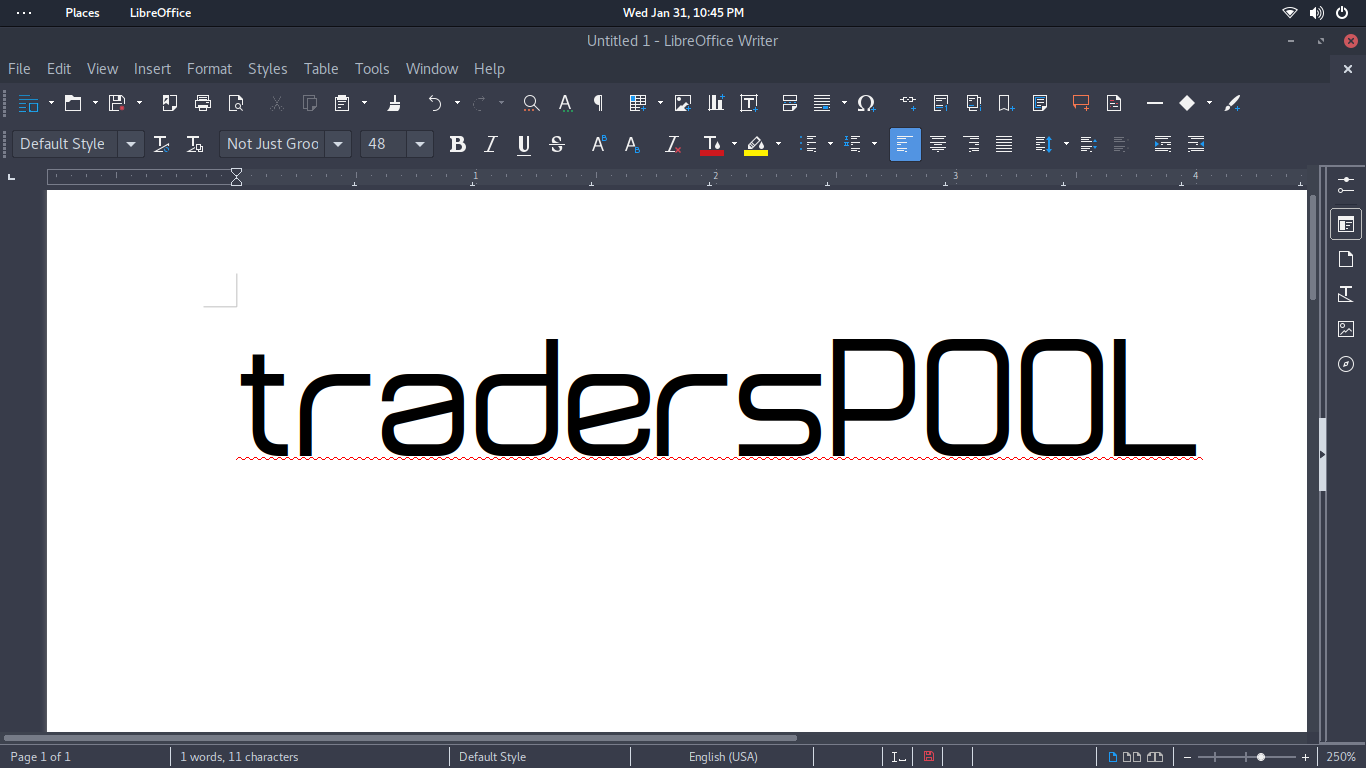 Places LibreOffice Wed Jan 31, 10:45 PM
Untitled 1 - LibreOffice Writer
File Edit View Insert Format Styles Table Tools Window Help
Default Style Not Just Groo 48
1 2 3 4
tradersPOOL
Page 1 of 1 1 words, 11 characters Default Style English (USA) 250%